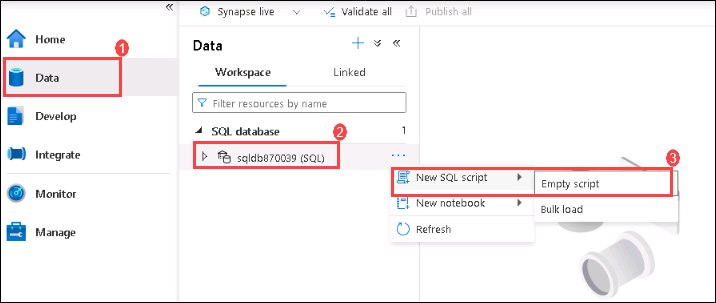 Synapse live
Validate all
Publish all
Home
1
Data
Develop
Integrate
Monitor
Manage
Data
Workspace
Linked
Filter resources by name
SQL database
1
2
sqldb870039 (SQL)
3
New SQL script
Empty script
New notebook
Bulk load
Refresh